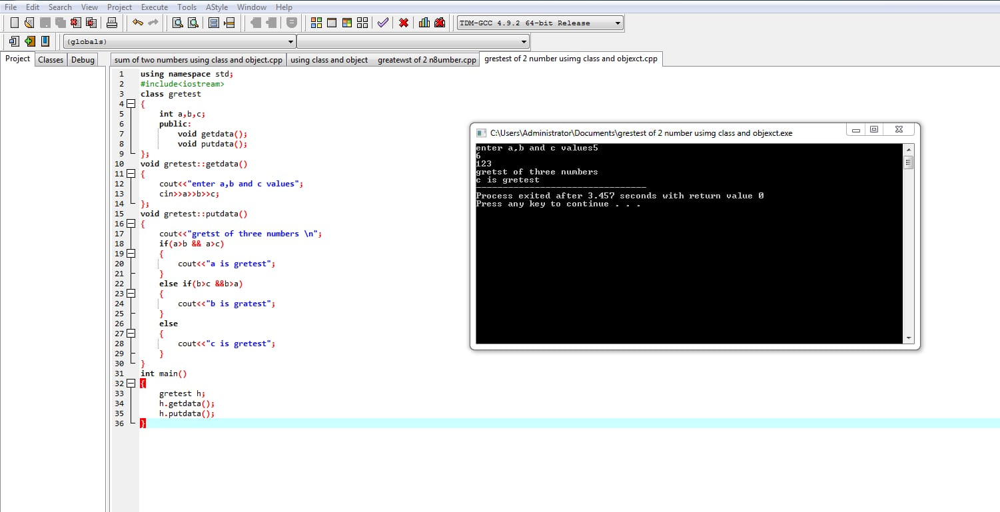 File Edit Search View Project Execute Tools AStyle Window Help
TDM-GCC 4.9.2 64-bit Release
(globals)
Project Classes Debug
sum of two numbers using class and object.cpp using class and object greatewst of 2 n8umber.cpp grestest of 2 number usimg class and objexct.cpp
1 using namespace std;
2 #include<iostream>
3 class gretest
4 {
5 int a,b,c;
6 public:
7 void getdata();
8 void putdata();
9 };
10 void gretest::getdata()
11 {
12 cout<<"enter a,b and c values";
13 cin>>a>>b>>c;
14 };
15 void gretest::putdata()
16 {
17 cout<<"gretst of three numbers \n";
18 if(a>b && a>c)
19 {
20 cout<<"a is gretest";
21 }
22 else if(b>c &&b>a)
23 {
24 cout<<"b is gratest";
25 }
26 else
27 {
28 cout<<"c is gretest";
29 }
30 }
31 int main()
32 {
33 gretest h;
34 h.getdata();
35 h.putdata();
36 }
C:\Users\Administrator\Documents\grestest of 2 number usimg class and objexct.exe
enter a,b and c values5
6
123
gretst of three numbers
c is gretest
--------------------------------
Process exited after 3.457 seconds with return value 0
Press any key to continue . . .